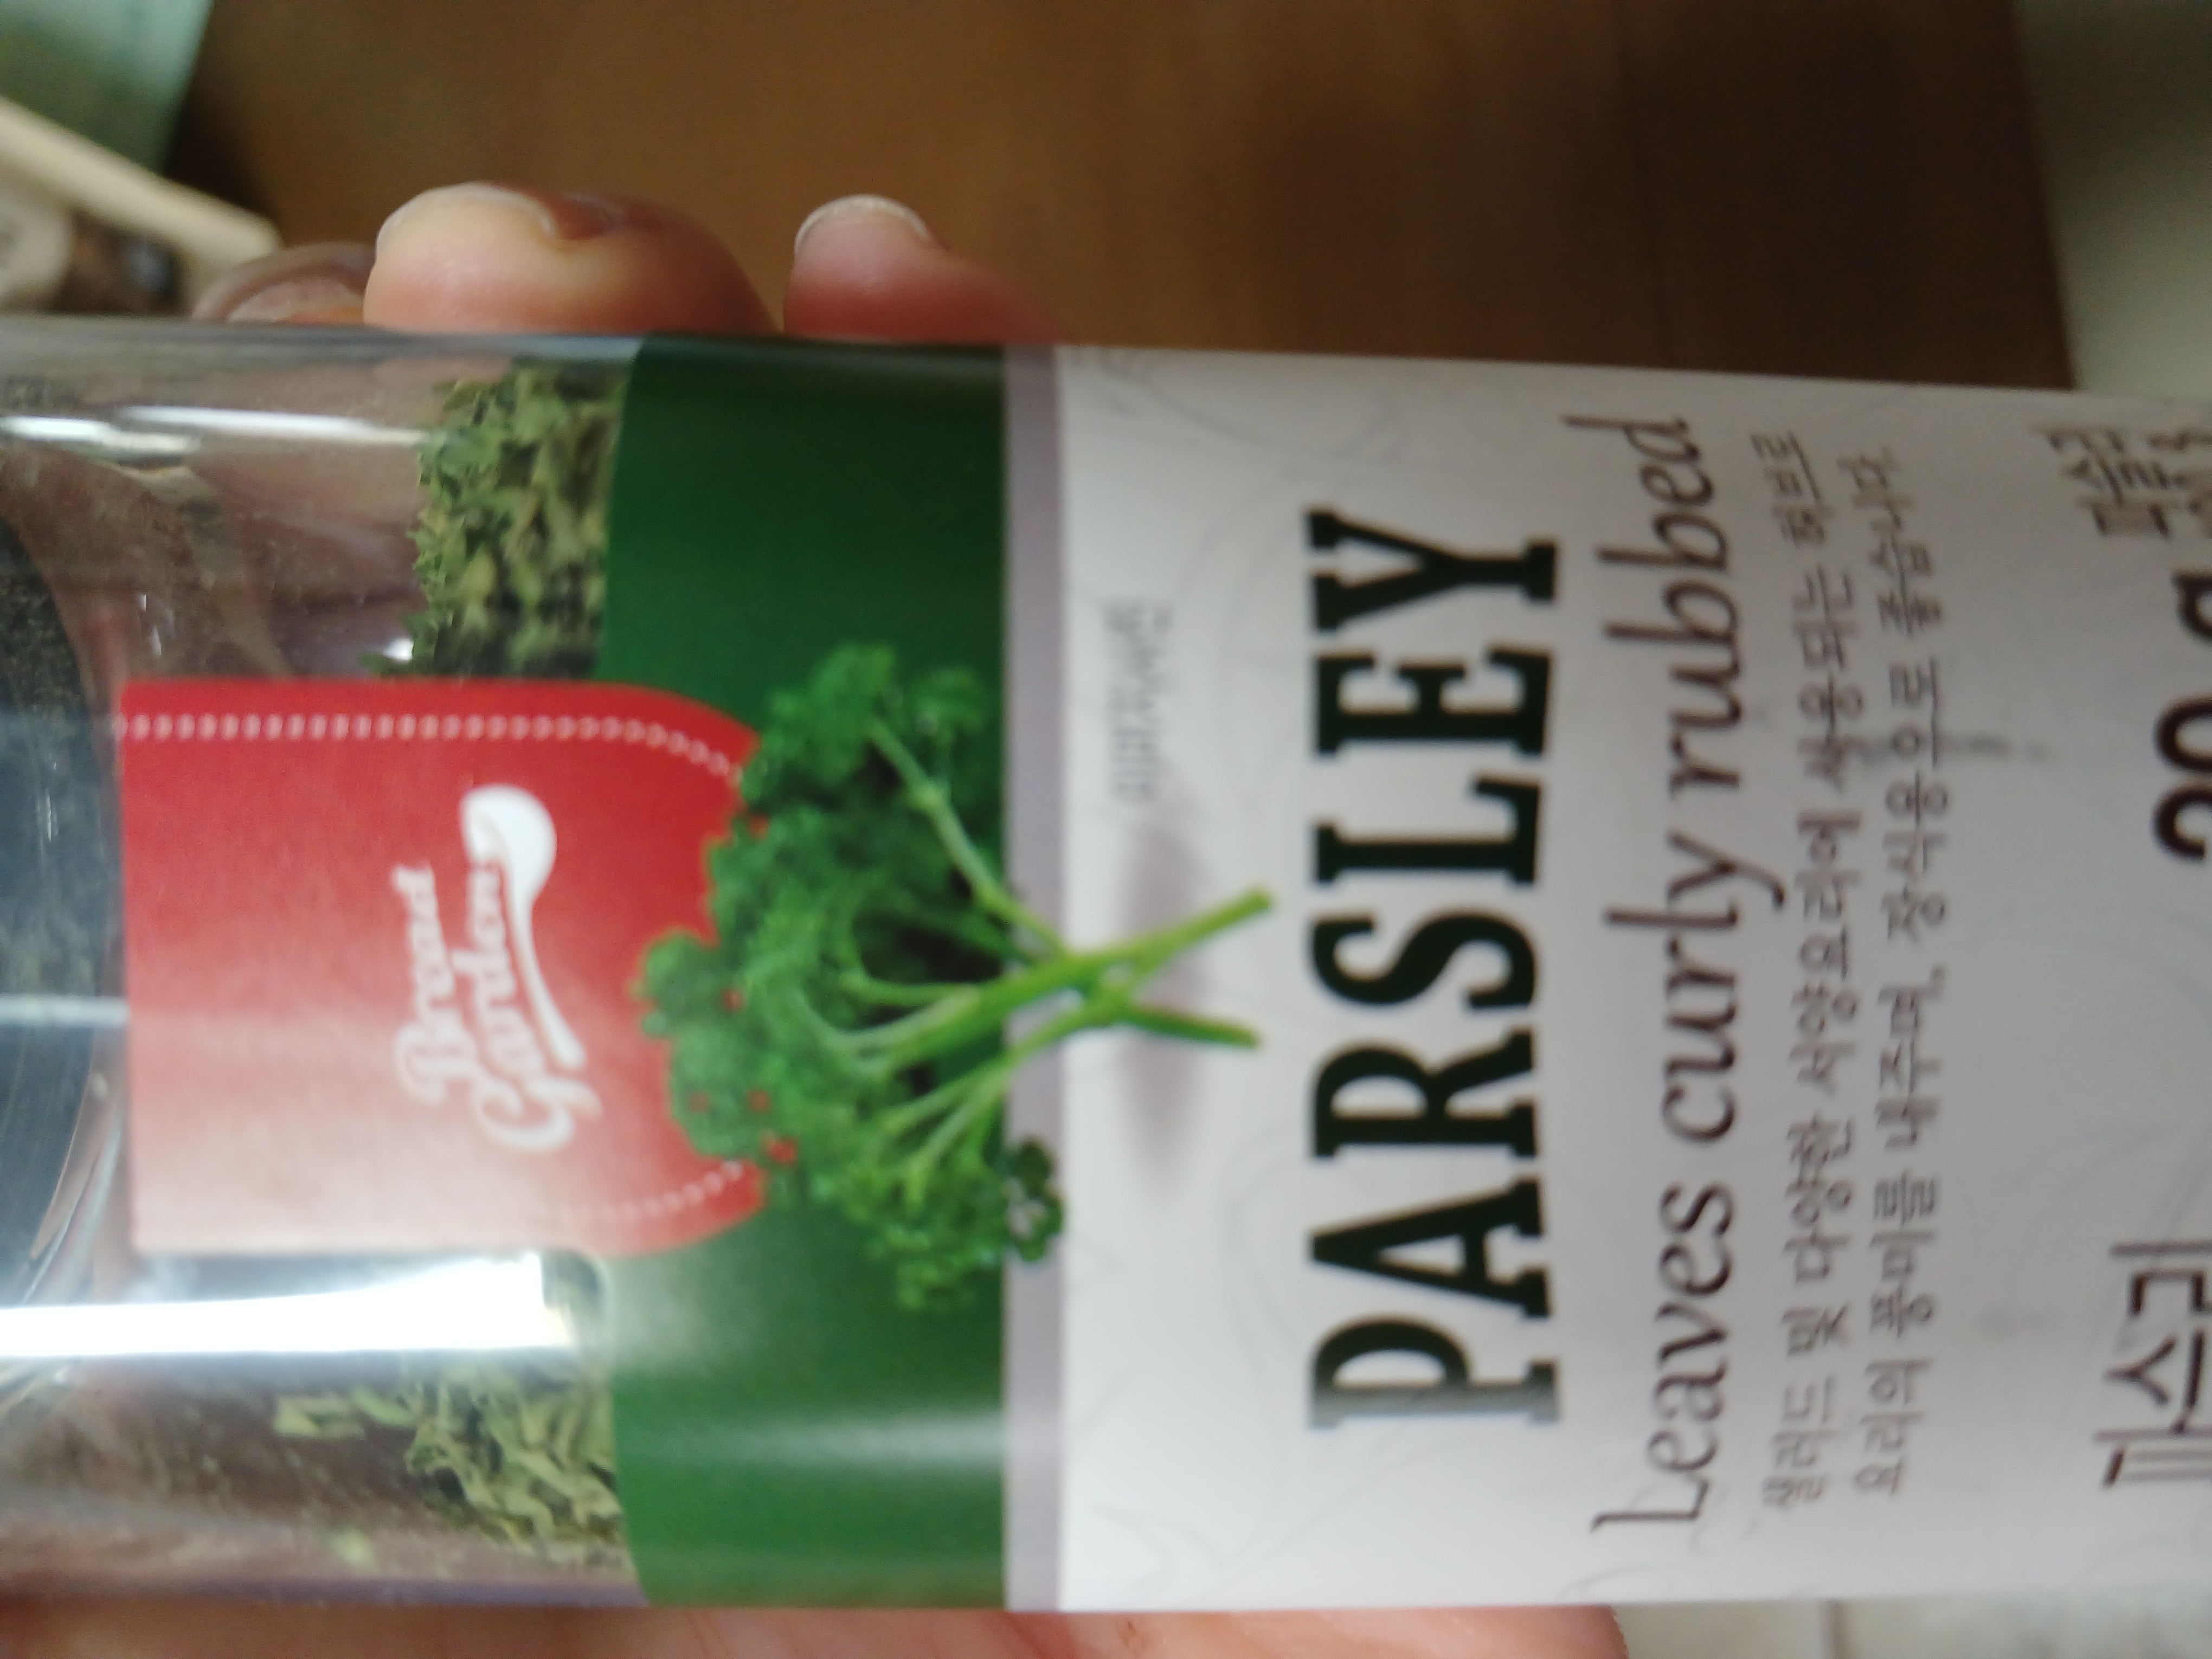 Broad
Garden
PARSLEY
Leaves curly rubbed
샐러드 및 다양한 서양요리에 사용되는 허브로
요리의 풍미를 내주며, 장식용으로 좋습니다.
파슬리